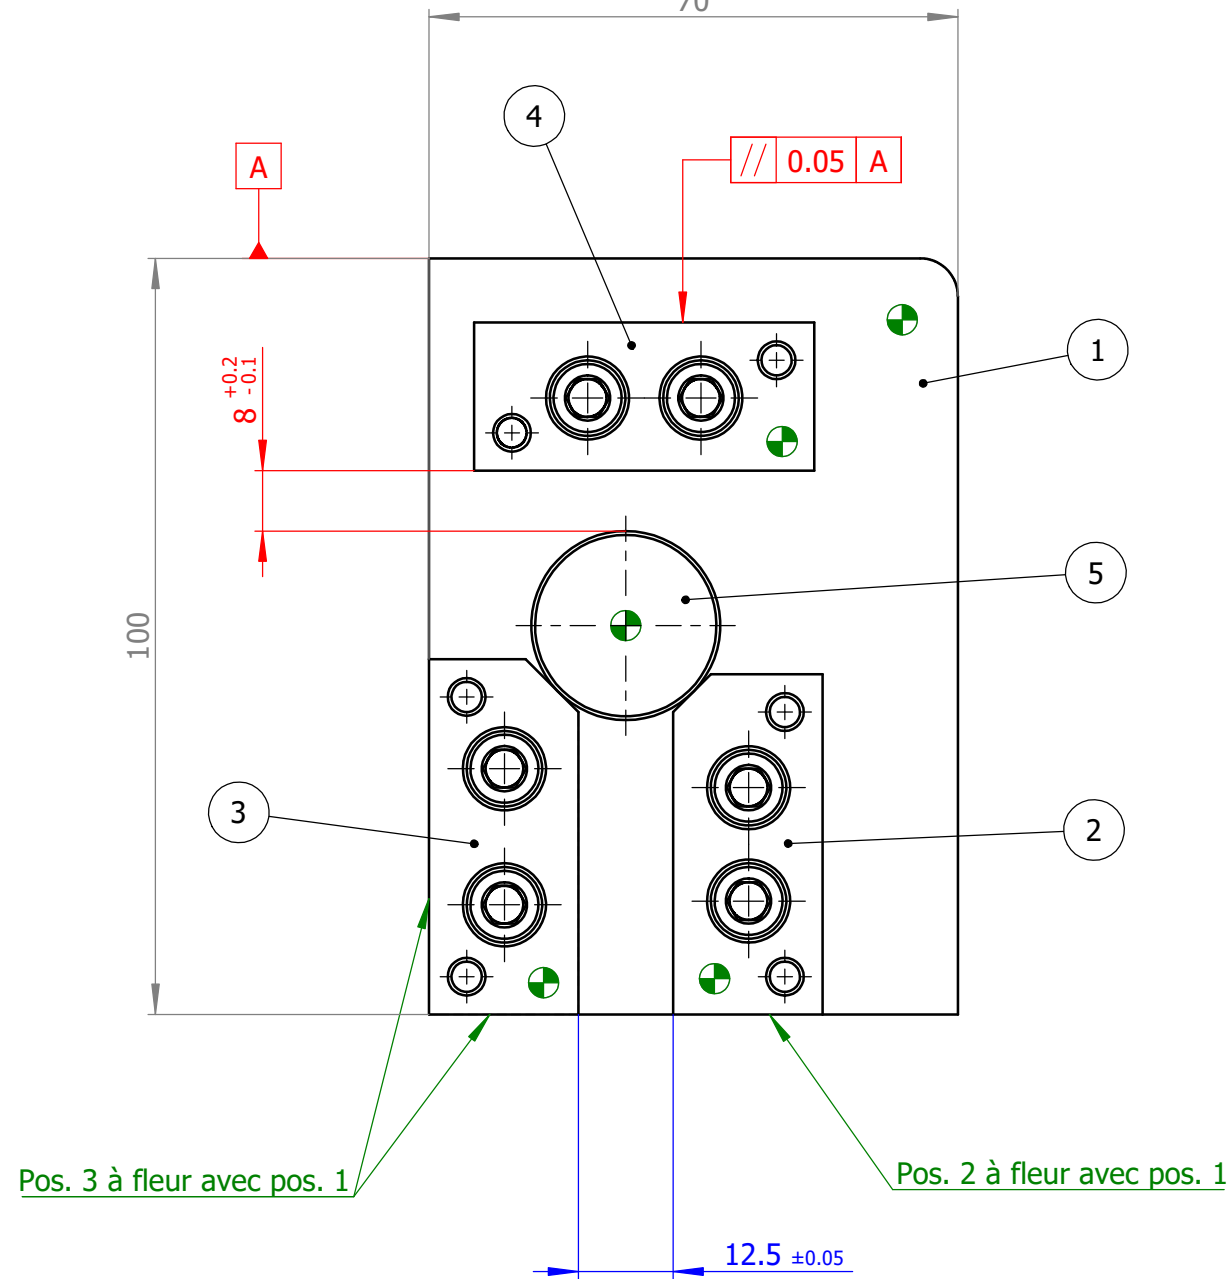 70
4
A
// 0.05 A
1
8 +0.2 -0.1
5
100
3
2
Pos. 3 à fleur avec pos. 1
Pos. 2 à fleur avec pos. 1
12.5 ±0.05